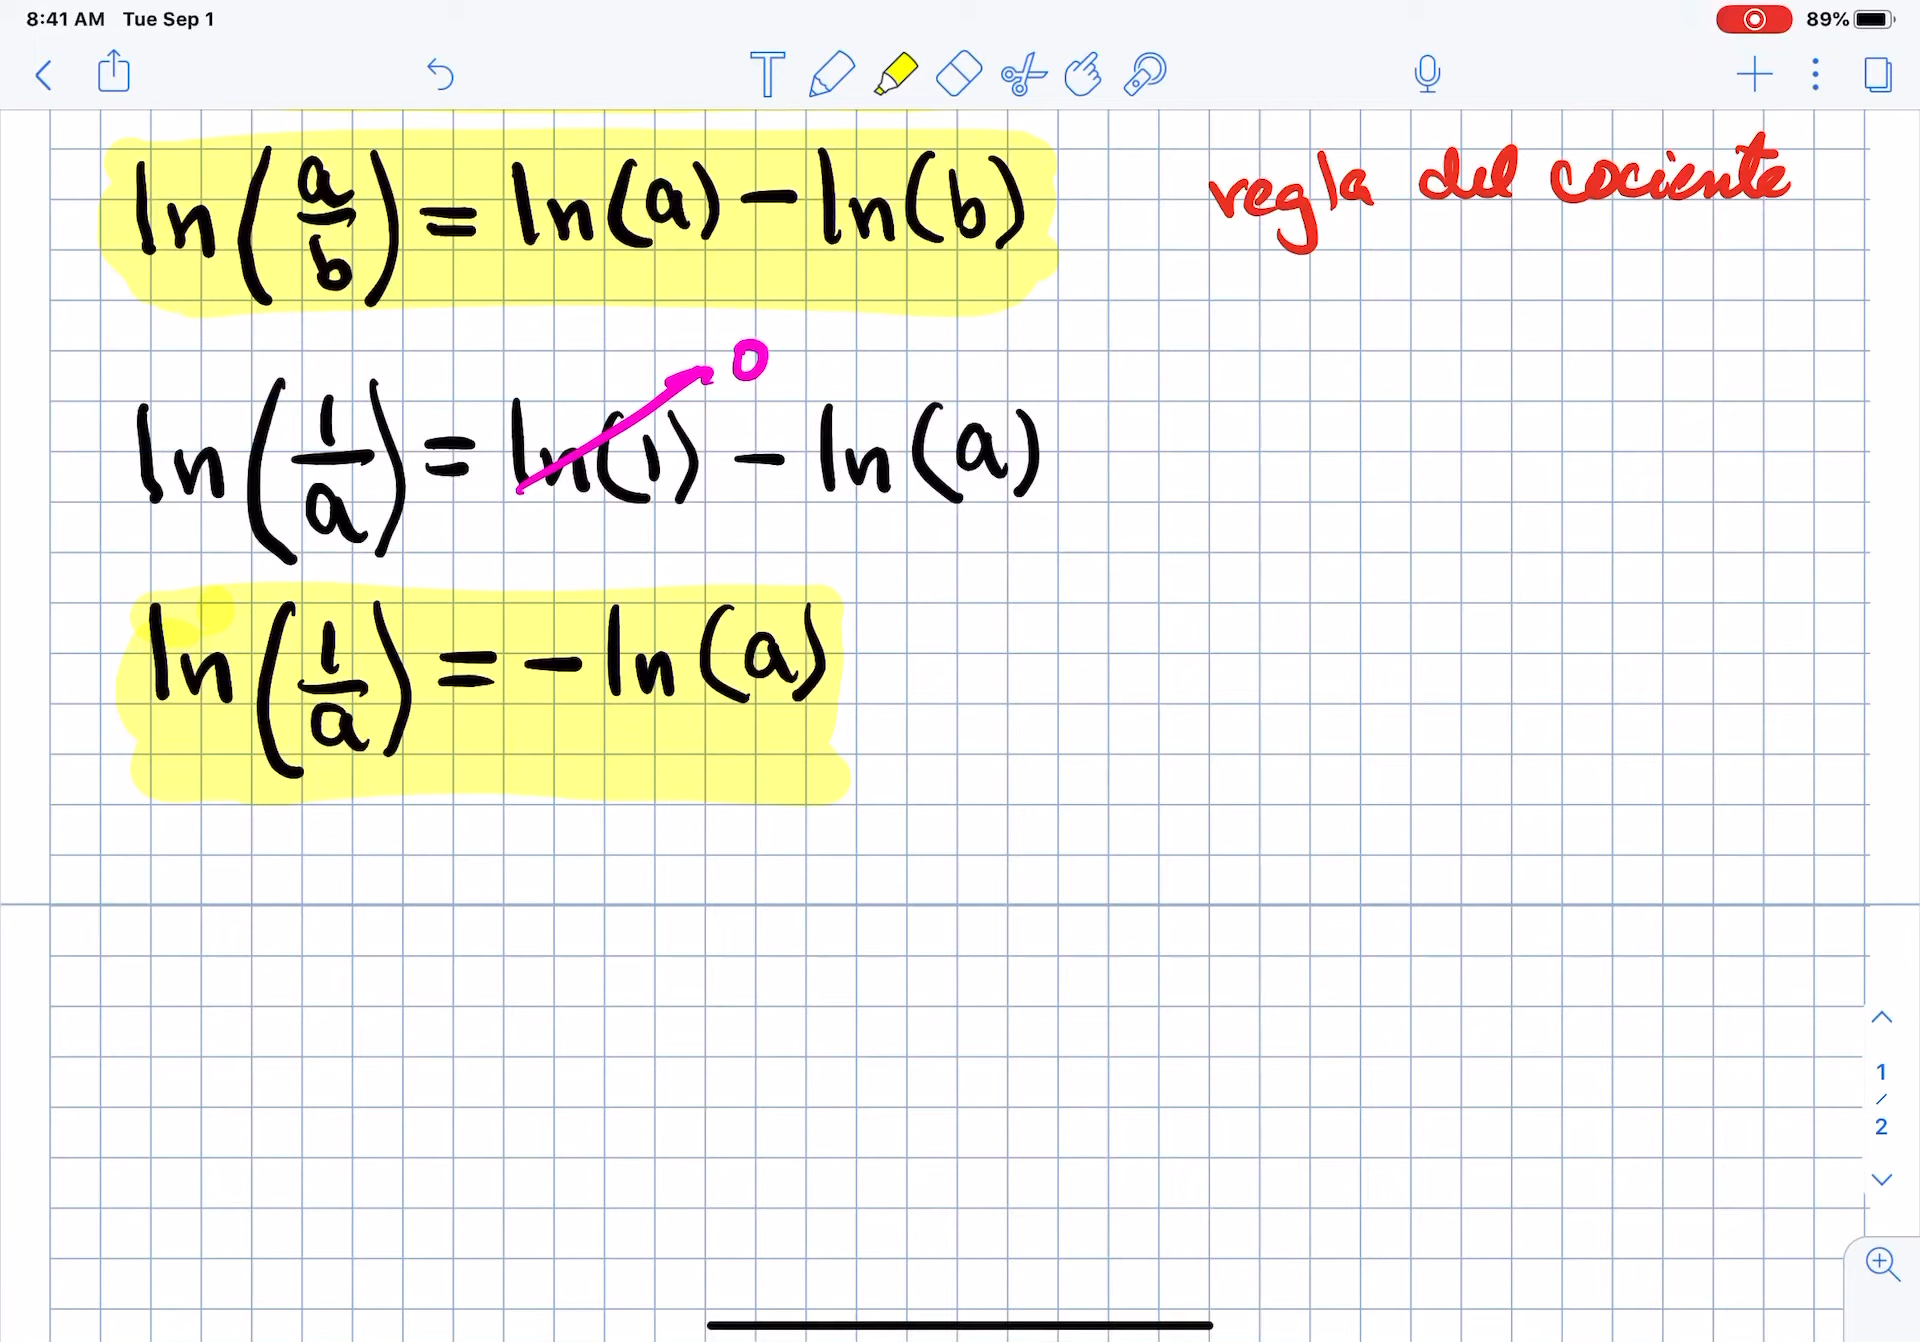 8:41 AM Tue Sep 1 89%
ln(a/b) = ln(a) - ln(b) regla del cociente
0
ln(1/a) = ln(1) - ln(a)
ln(1/a) = -ln(a)
1
/
2